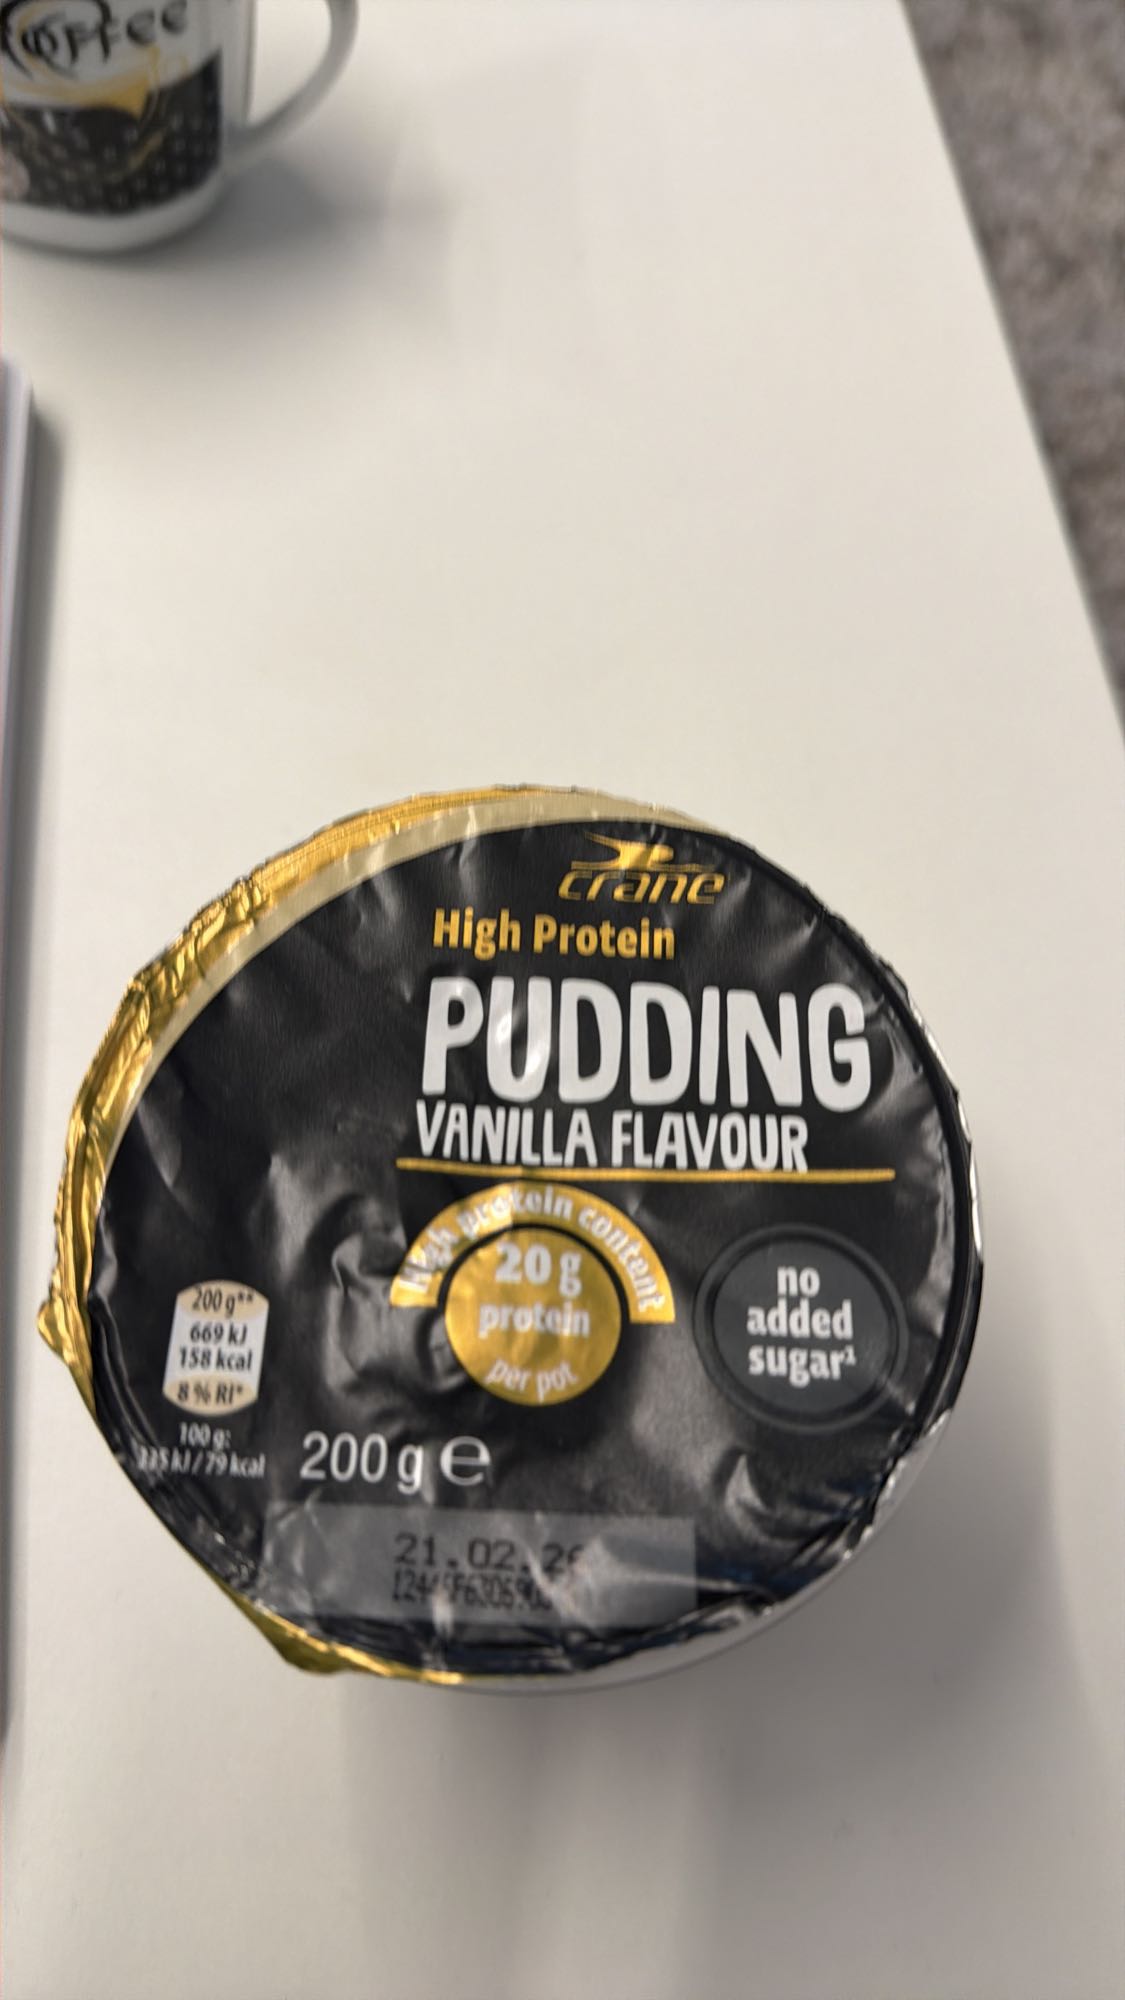 Coffee
crane
High Protein
PUDDING
VANILLA FLAVOUR
High protein content
20 g
protein
per pot
no
added
sugar¹
200 g**
669 kJ
158 kcal
8 % RI*
100 g:
335 kJ / 79 kcal
200 g ℮
21.02.26